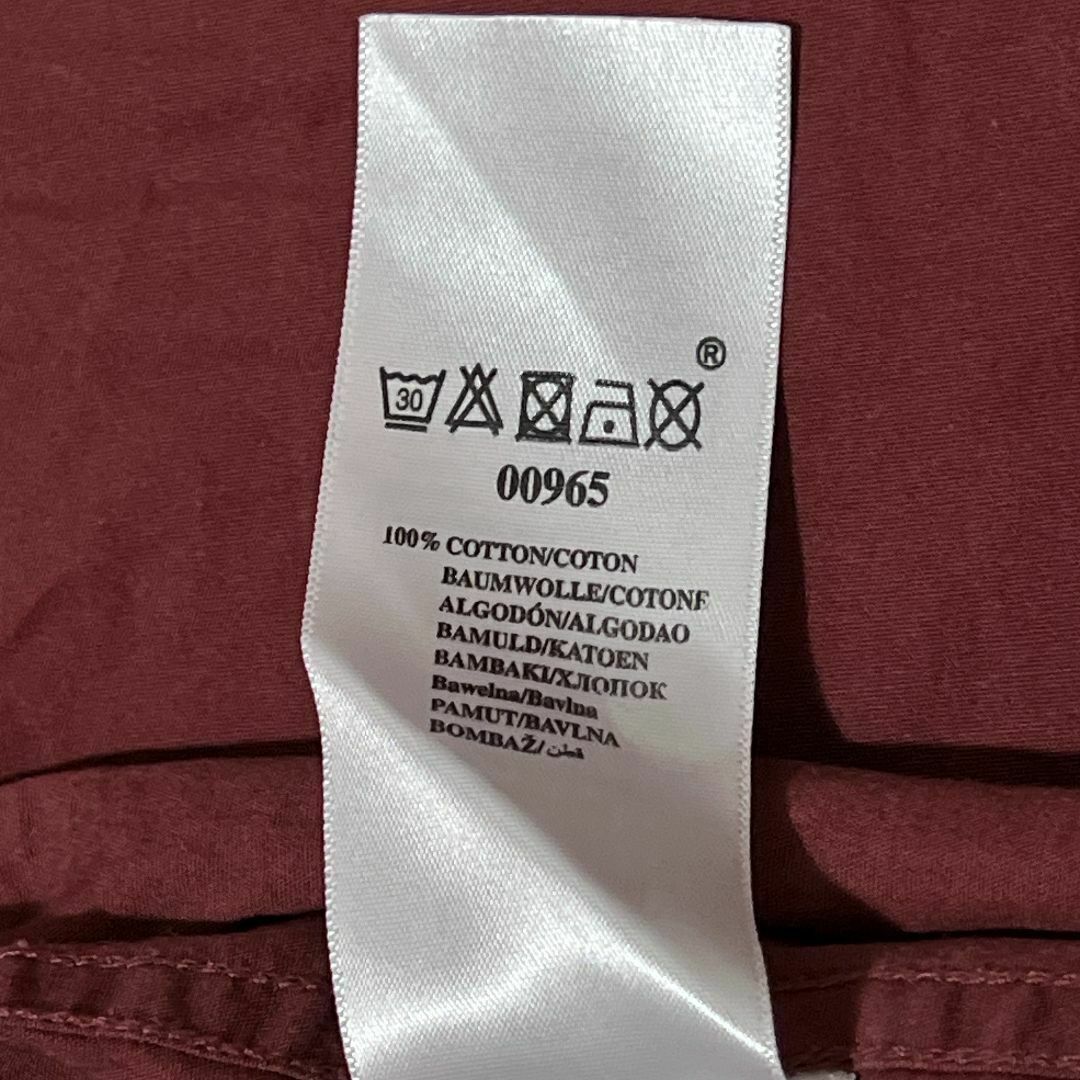 ®
30
00965
100% COTTON/COTON
BAUMWOLLE/COTONE
ALGODÓN/ALGODAO
BAMULD/KATOEN
BAMBAKI/ХЛОПОК
Bawelna/Bavlna
PAMUT/BAVLNA
BOMBAŽ/قطن